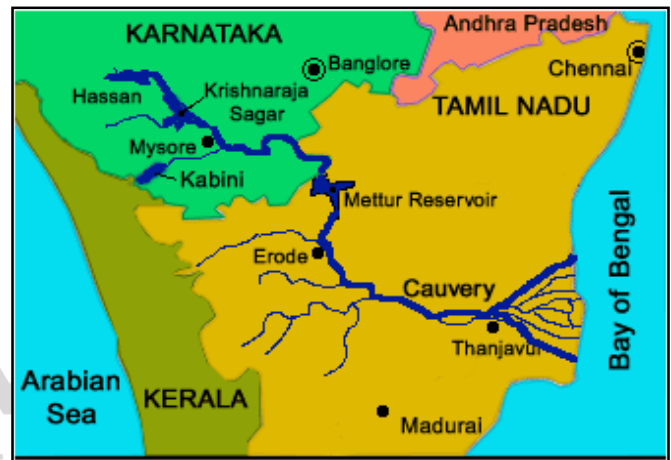 KARNATAKA
Andhra Pradesh
Banglore
Chennai
Hassan
Krishnaraja
Sagar
TAMIL NADU
Mysore
Kabini
Mettur Reservoir
Erode
Cauvery
Bay of Bengal
Thanjavur
Arabian
Sea
KERALA
Madurai